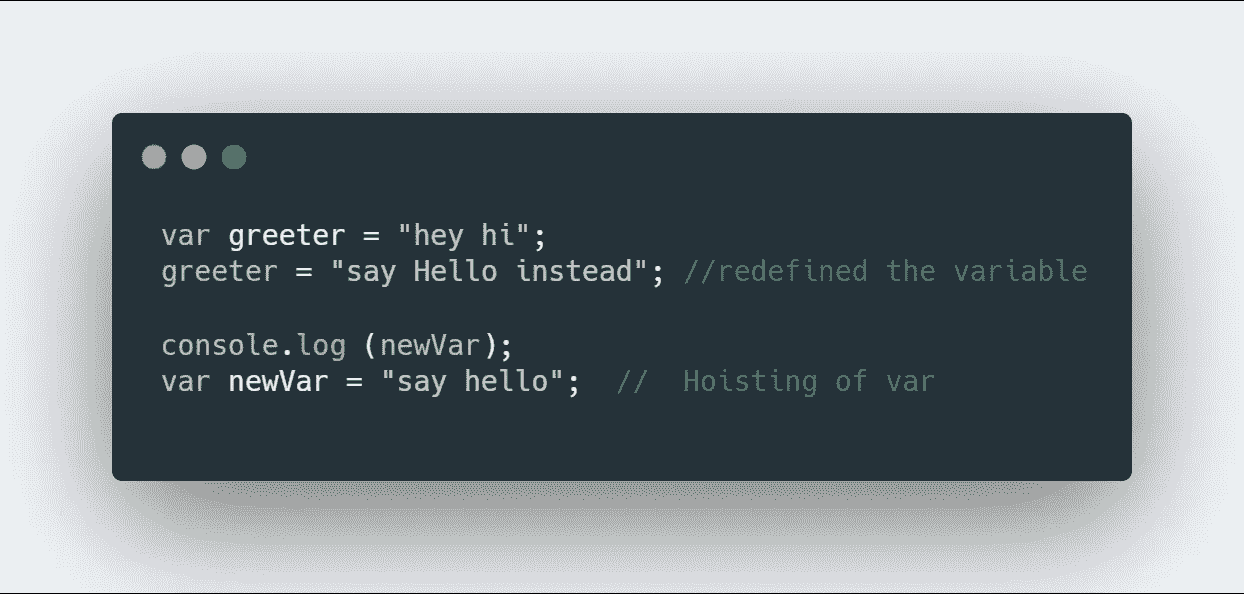 var greeter = "hey hi";
greeter = "say Hello instead"; //redefined the variable
console.log (newVar);
var newVar = "say hello";  //  Hoisting of var